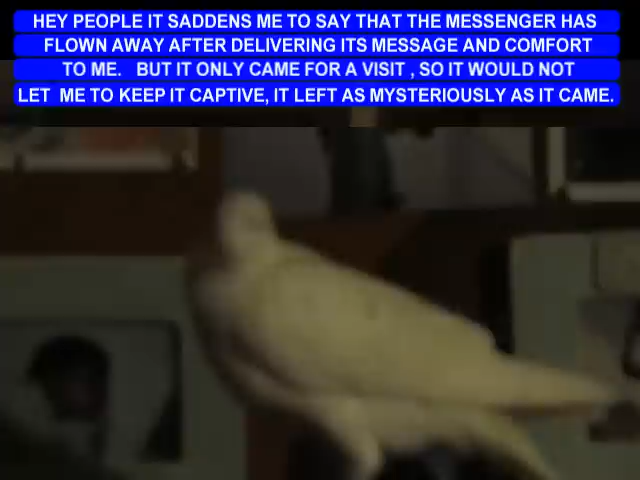 HEY PEOPLE IT SADDENS ME TO SAY THAT THE MESSENGER HAS
FLOWN AWAY AFTER DELIVERING ITS MESSAGE AND COMFORT
TO ME. BUT IT ONLY CAME FOR A VISIT , SO IT WOULD NOT
LET ME TO KEEP IT CAPTIVE, IT LEFT AS MYSTERIOUSLY AS IT CAME.